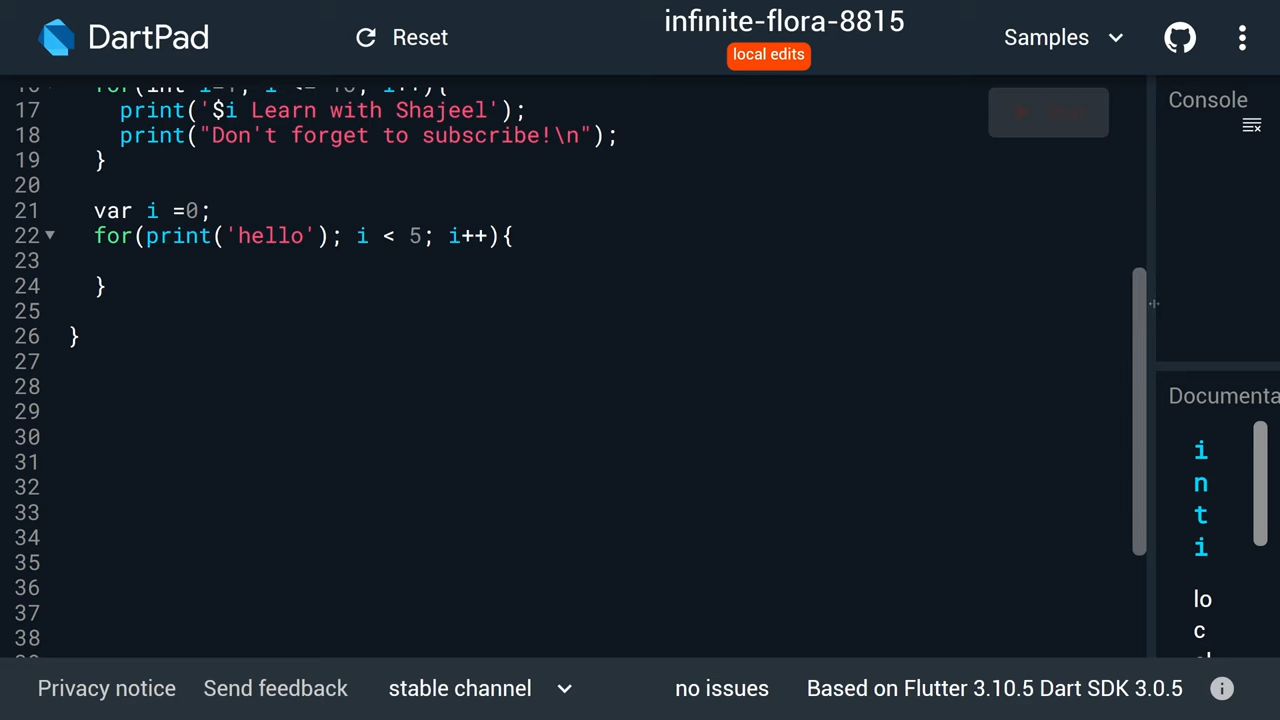 DartPad
Reset
infinite-flora-8815
local edits
Samples
17 print('$i Learn with Shajeel');
18 print("Don't forget to subscribe!\n");
19 }
20
21 var i =0;
22 for(print('hello'); i < 5; i++){
23
24 }
25
26 }
27
28
29
30
31
32
33
34
35
36
37
38
Console
Documenta
i
n
t
i
lo
c
Privacy notice
Send feedback
stable channel
no issues
Based on Flutter 3.10.5 Dart SDK 3.0.5